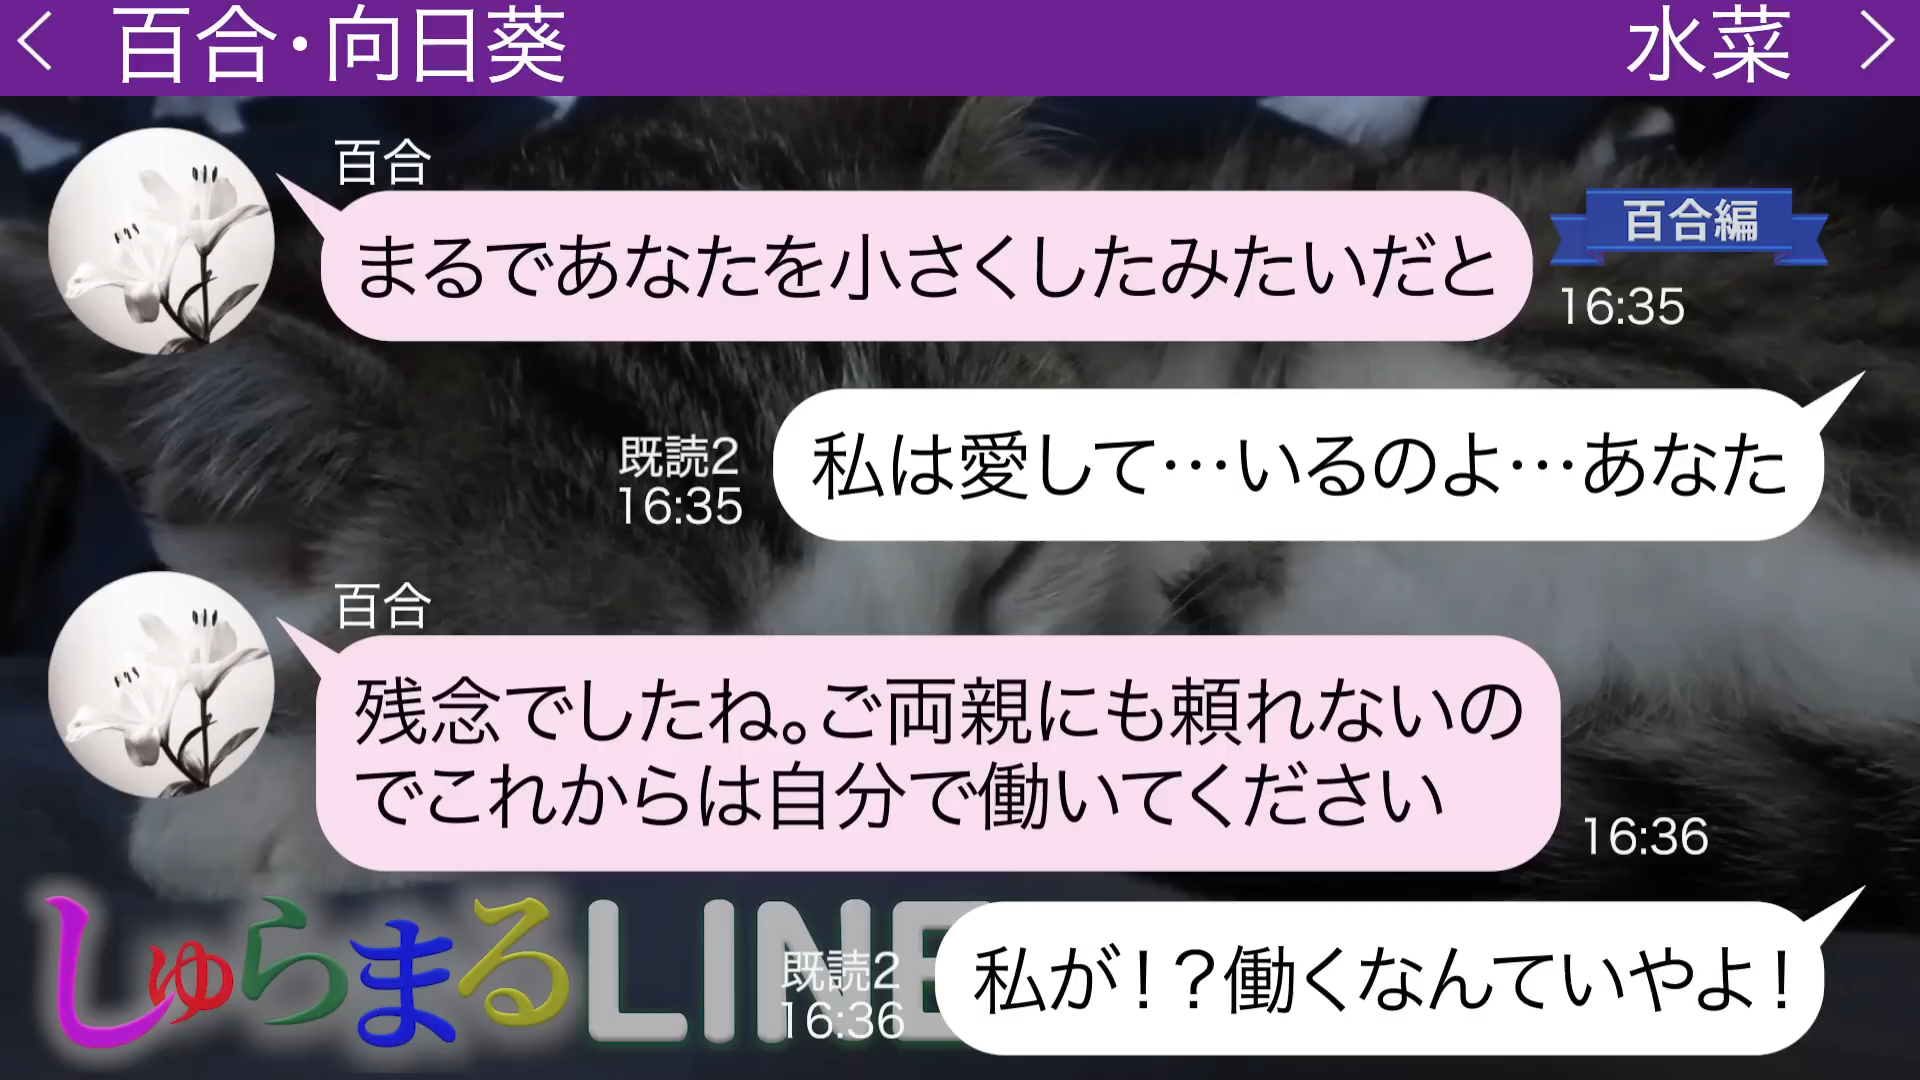 百合・向日葵
水菜
百合
まるであなたを小さくしたみたいだと
百合編
16:35
私は愛して…いるのよ…あなた
既読2
16:35
百合
残念でしたね。ご両親にも頼れないの
でこれからは自分で働いてください
16:36
私が！？働くなんていやよ！
既読2
16:36
しゅらまるLINE